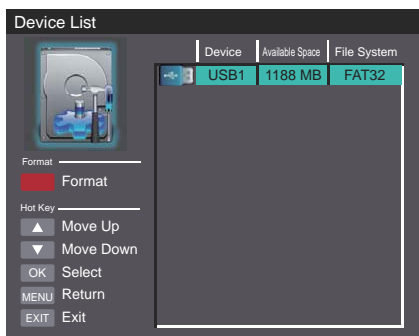 Device List
Device Available Space File System
USB1 1188 MB FAT32
Format
Format
Hot Key
Move Up
Move Down
OK Select
MENU Return
EXIT Exit